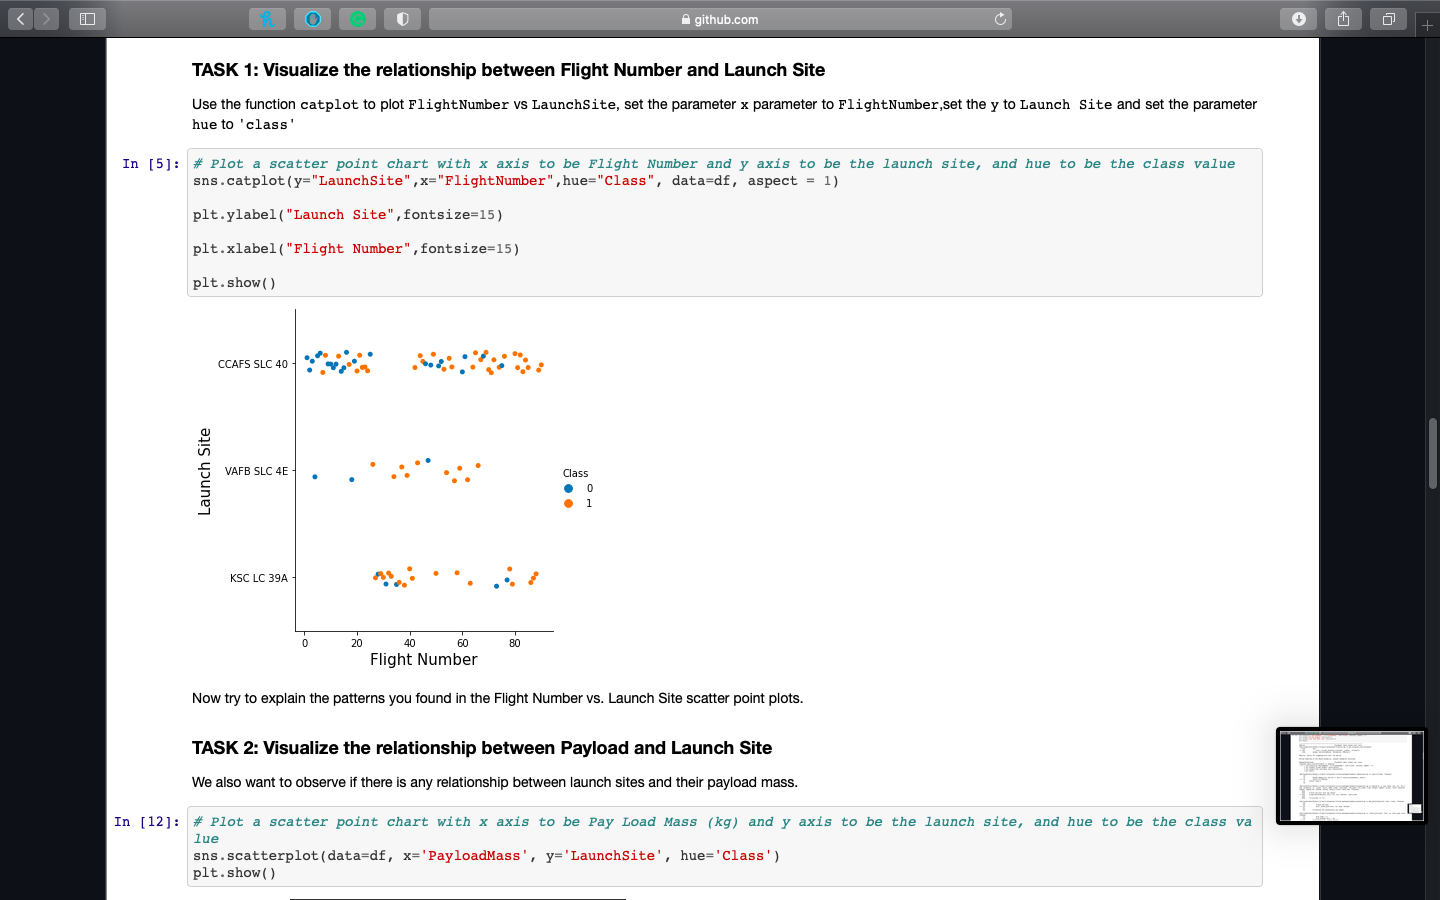 github.com
TASK 1: Visualize the relationship between Flight Number and Launch Site
Use the function catplot to plot FlightNumber vs LaunchSite, set the parameter x parameter to FlightNumber,set the y to Launch Site and set the parameter
hue to 'class'
In [5]:
# Plot a scatter point chart with x axis to be Flight Number and y axis to be the launch site, and hue to be the class value
sns.catplot(y="LaunchSite",x="FlightNumber",hue="Class", data=df, aspect = 1)
plt.ylabel("Launch Site",fontsize=15)
plt.xlabel("Flight Number",fontsize=15)
plt.show()
CCAFS SLC 40
VAFB SLC 4E
KSC LC 39A
Launch Site
Class
0
1
0 20 40 60 80
Flight Number
Now try to explain the patterns you found in the Flight Number vs. Launch Site scatter point plots.
TASK 2: Visualize the relationship between Payload and Launch Site
We also want to observe if there is any relationship between launch sites and their payload mass.
In [12]:
# Plot a scatter point chart with x axis to be Pay Load Mass (kg) and y axis to be the launch site, and hue to be the class va
lue
sns.scatterplot(data=df, x='PayloadMass', y='LaunchSite', hue='Class')
plt.show()